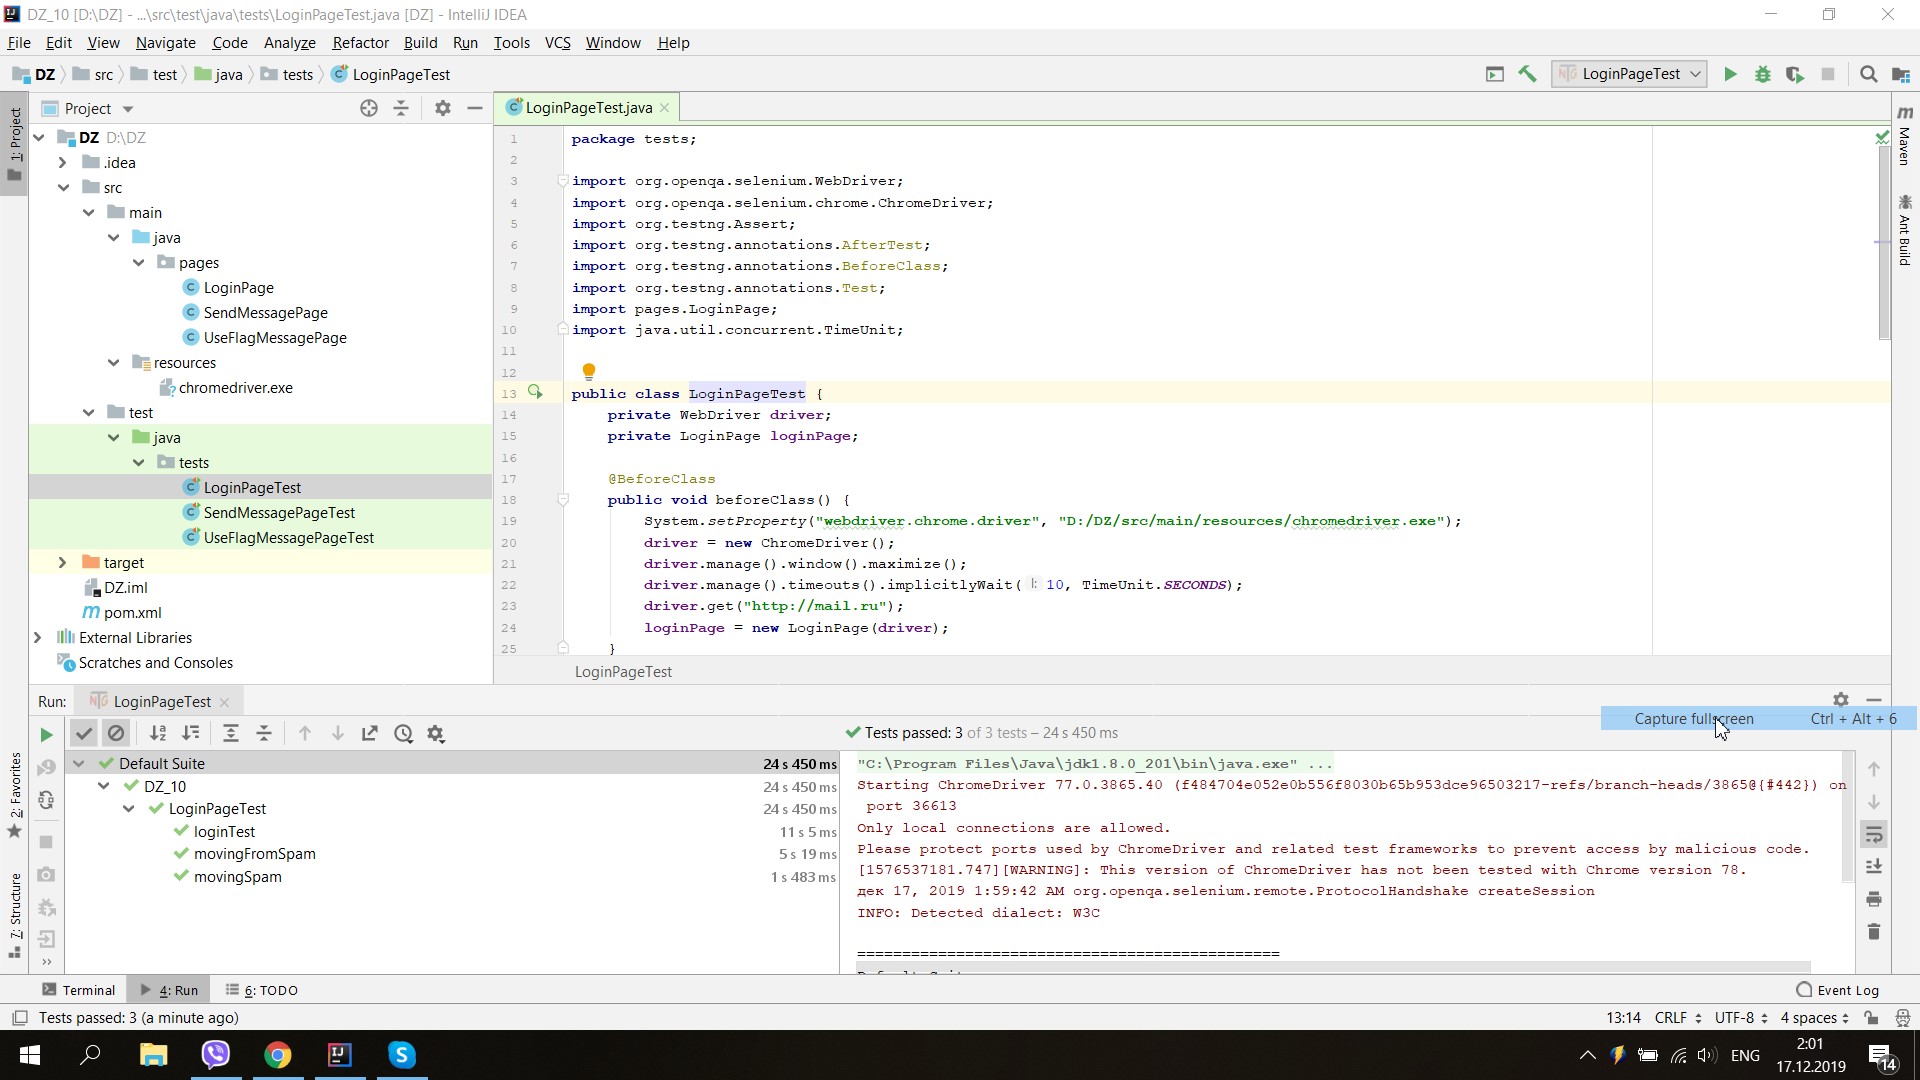 DZ_10 [D:\DZ] - ...\src\test\java\tests\LoginPageTest.java [DZ] - IntelliJ IDEA
File Edit View Navigate Code Analyze Refactor Build Run Tools VCS Window Help
DZ src test java tests LoginPageTest
LoginPageTest
1: Project
2: Favorites
7: Structure
Project
DZ D:\DZ
.idea
src
main
java
pages
LoginPage
SendMessagePage
UseFlagMessagePage
resources
chromedriver.exe
test
java
tests
LoginPageTest
SendMessagePageTest
UseFlagMessagePageTest
target
DZ.iml
pom.xml
External Libraries
Scratches and Consoles
LoginPageTest.java
1 package tests;
2
3 import org.openqa.selenium.WebDriver;
4 import org.openqa.selenium.chrome.ChromeDriver;
5 import org.testng.Assert;
6 import org.testng.annotations.AfterTest;
7 import org.testng.annotations.BeforeClass;
8 import org.testng.annotations.Test;
9 import pages.LoginPage;
10 import java.util.concurrent.TimeUnit;
11
12
13 public class LoginPageTest {
14 private WebDriver driver;
15 private LoginPage loginPage;
16
17 @BeforeClass
18 public void beforeClass() {
19 System.setProperty("webdriver.chrome.driver", "D:/DZ/src/main/resources/chromedriver.exe");
20 driver = new ChromeDriver();
21 driver.manage().window().maximize();
22 driver.manage().timeouts().implicitlyWait( l: 10, TimeUnit.SECONDS);
23 driver.get("http://mail.ru");
24 loginPage = new LoginPage(driver);
25 }
LoginPageTest
Maven
Ant Build
Run: LoginPageTest
Capture fullscreen Ctrl + Alt + 6
Tests passed: 3 of 3 tests – 24 s 450 ms
Default Suite 24 s 450 ms
DZ_10 24 s 450 ms
LoginPageTest 24 s 450 ms
loginTest 11 s 5 ms
movingFromSpam 5 s 19 ms
movingSpam 1 s 483 ms
"C:\Program Files\Java\jdk1.8.0_201\bin\java.exe" ...
Starting ChromeDriver 77.0.3865.40 (f484704e052e0b556f8030b65b953dce96503217-refs/branch-heads/3865@{#442}) on
port 36613
Only local connections are allowed.
Please protect ports used by ChromeDriver and related test frameworks to prevent access by malicious code.
[1576537181.747][WARNING]: This version of ChromeDriver has not been tested with Chrome version 78.
дек 17, 2019 1:59:42 AM org.openqa.selenium.remote.ProtocolHandshake createSession
INFO: Detected dialect: W3C
===============================================
Terminal 4: Run 6: TODO Event Log
Tests passed: 3 (a minute ago) 13:14 CRLF UTF-8 4 spaces
ENG
2:01
17.12.2019
14